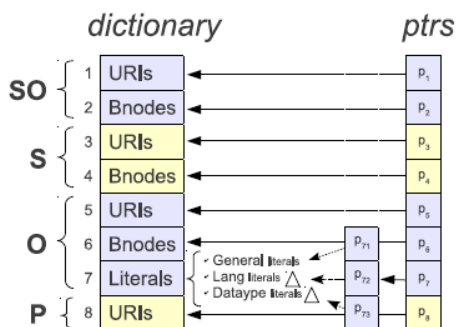 dictionary ptrs
SO
1 URIs p₁
2 Bnodes p₂
S
3 URIs p₃
4 Bnodes p₄
O
5 URIs p₅
6 Bnodes p₇₁ p₆
General literals
7 Literals Lang literals p₇₂ p₇
Dataype literals p₇₃
P
8 URIs p₈